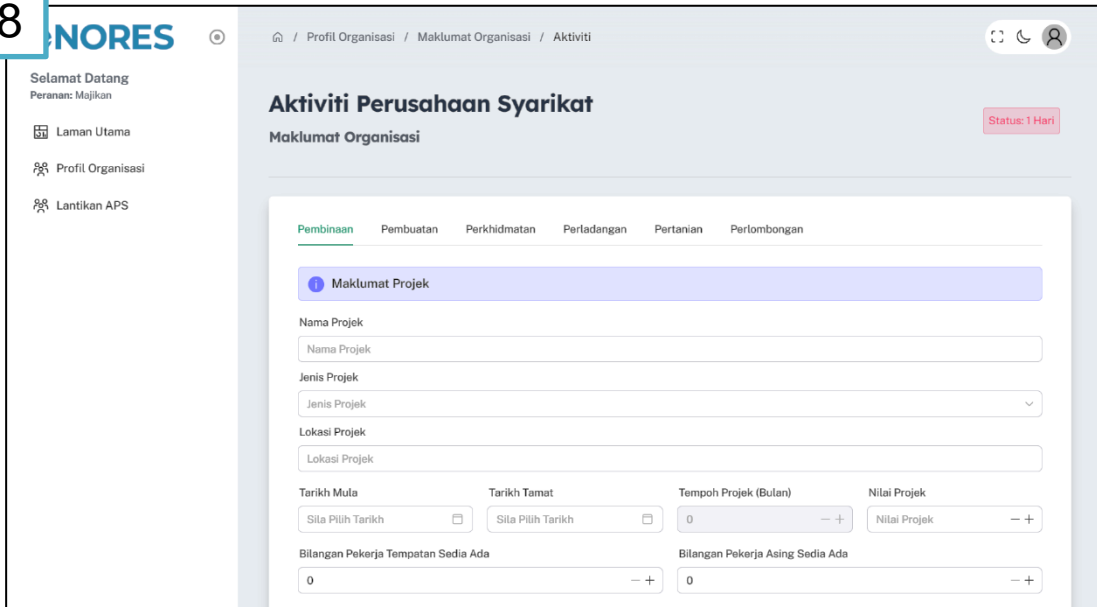 8
NORES
/ Profil Organisasi / Maklumat Organisasi / Aktiviti
Selamat Datang
Peranan: Majikan
Laman Utama
Profil Organisasi
Lantikan APS
Aktiviti Perusahaan Syarikat
Maklumat Organisasi
Status: 1 Hari
Pembinaan Pembuatan Perkhidmatan Perladangan Pertanian Perlombongan
Maklumat Projek
Nama Projek
Nama Projek
Jenis Projek
Jenis Projek
Lokasi Projek
Lokasi Projek
Tarikh Mula Tarikh Tamat Tempoh Projek (Bulan) Nilai Projek
Sila Pilih Tarikh Sila Pilih Tarikh 0 − + Nilai Projek − +
Bilangan Pekerja Tempatan Sedia Ada Bilangan Pekerja Asing Sedia Ada
0 − + 0 − +